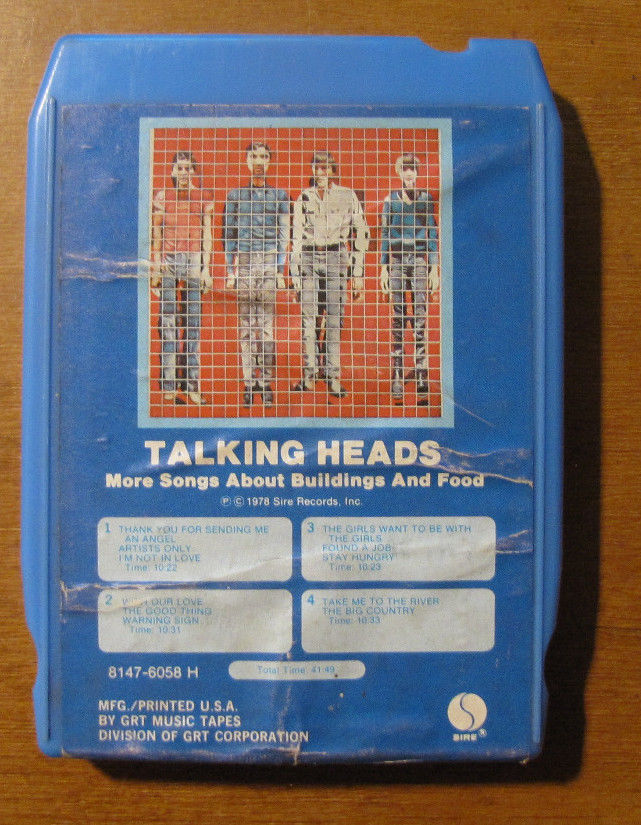 TALKING HEADS
More Songs About Buildings And Food
℗ © 1978 Sire Records, Inc.
1 THANK YOU FOR SENDING ME
AN ANGEL
ARTISTS ONLY
I'M NOT IN LOVE
Time: 10:22
3 THE GIRLS WANT TO BE WITH
THE GIRLS
FOUND A JOB
STAY HUNGRY
Time: 10:23
2 WITH OUR LOVE
THE GOOD THING
WARNING SIGN
Time: 10:31
4 TAKE ME TO THE RIVER
THE BIG COUNTRY
Time: 10:33
8147-6058 H
Total Time: 41:49
MFG./PRINTED U.S.A.
BY GRT MUSIC TAPES
DIVISION OF GRT CORPORATION
SIRE®